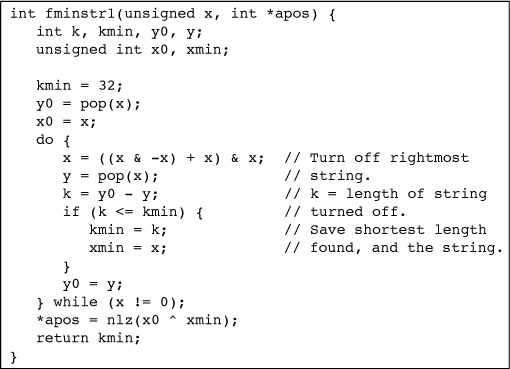 int fminstr1(unsigned x, int *apos) {
   int k, kmin, y0, y;
   unsigned int x0, xmin;

   kmin = 32;
   y0 = pop(x);
   x0 = x;
   do {
      x = ((x & -x) + x) & x;  // Turn off rightmost
      y = pop(x);              // string.
      k = y0 - y;              // k = length of string
      if (k <= kmin) {         // turned off.
         kmin = k;             // Save shortest length
         xmin = x;             // found, and the string.
      }
      y0 = y;
   } while (x != 0);
   *apos = nlz(x0 ^ xmin);
   return kmin;
}